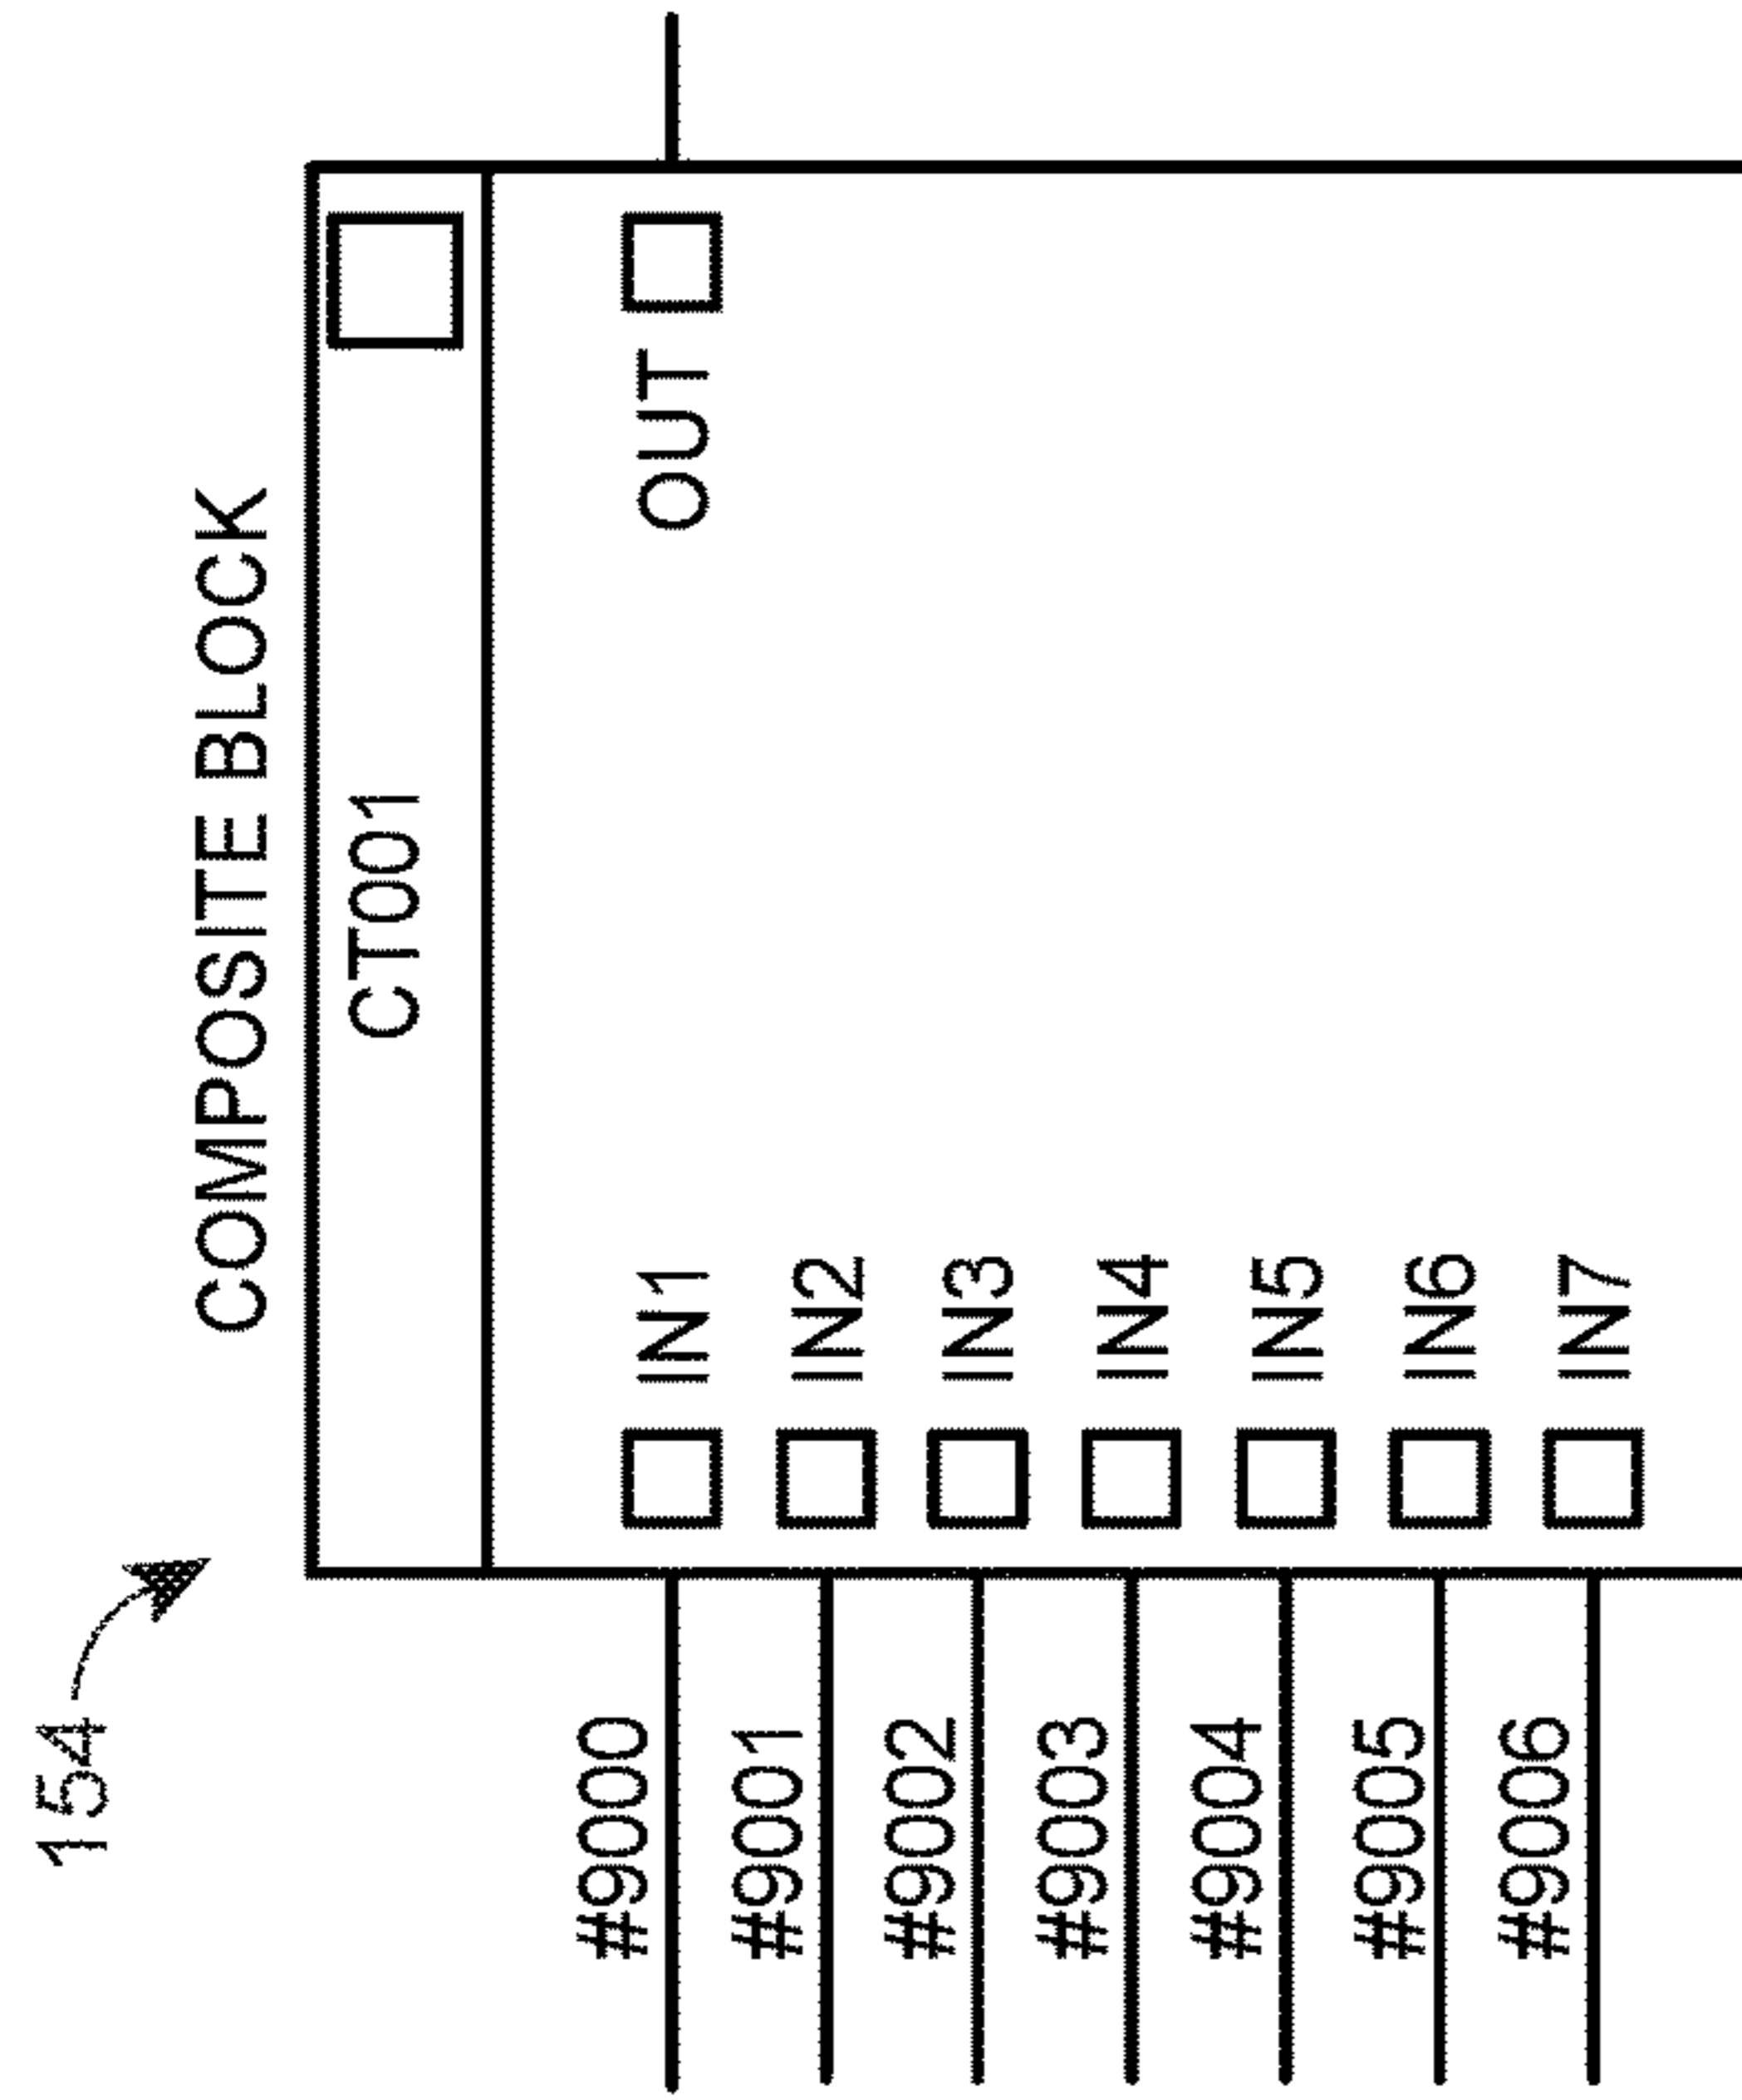 154
COMPOSITE BLOCK
CT001
#9000 IN1 OUT
#9001 IN2
#9002 IN3
#9003 IN4
#9004 IN5
#9005 IN6
#9006 IN7